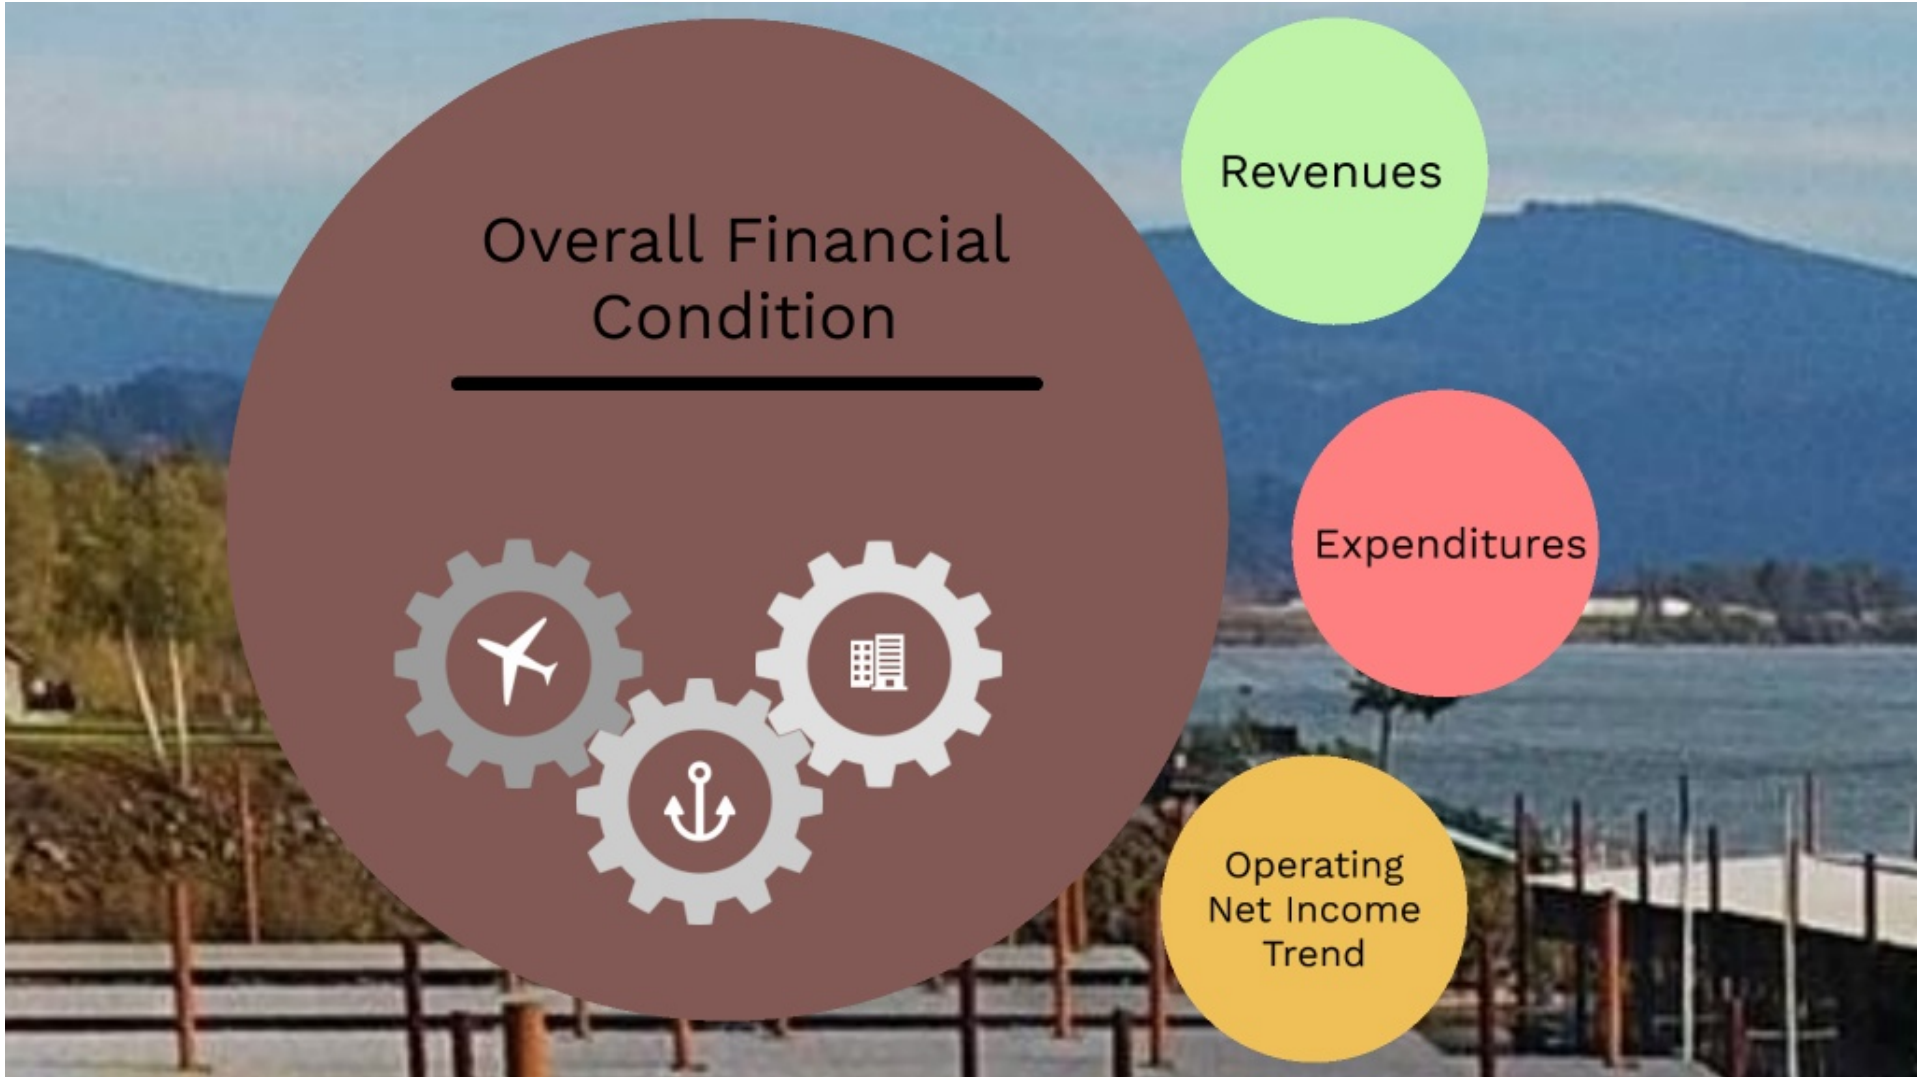 Overall Financial
Condition
Revenues
Expenditures
Operating
Net Income
Trend